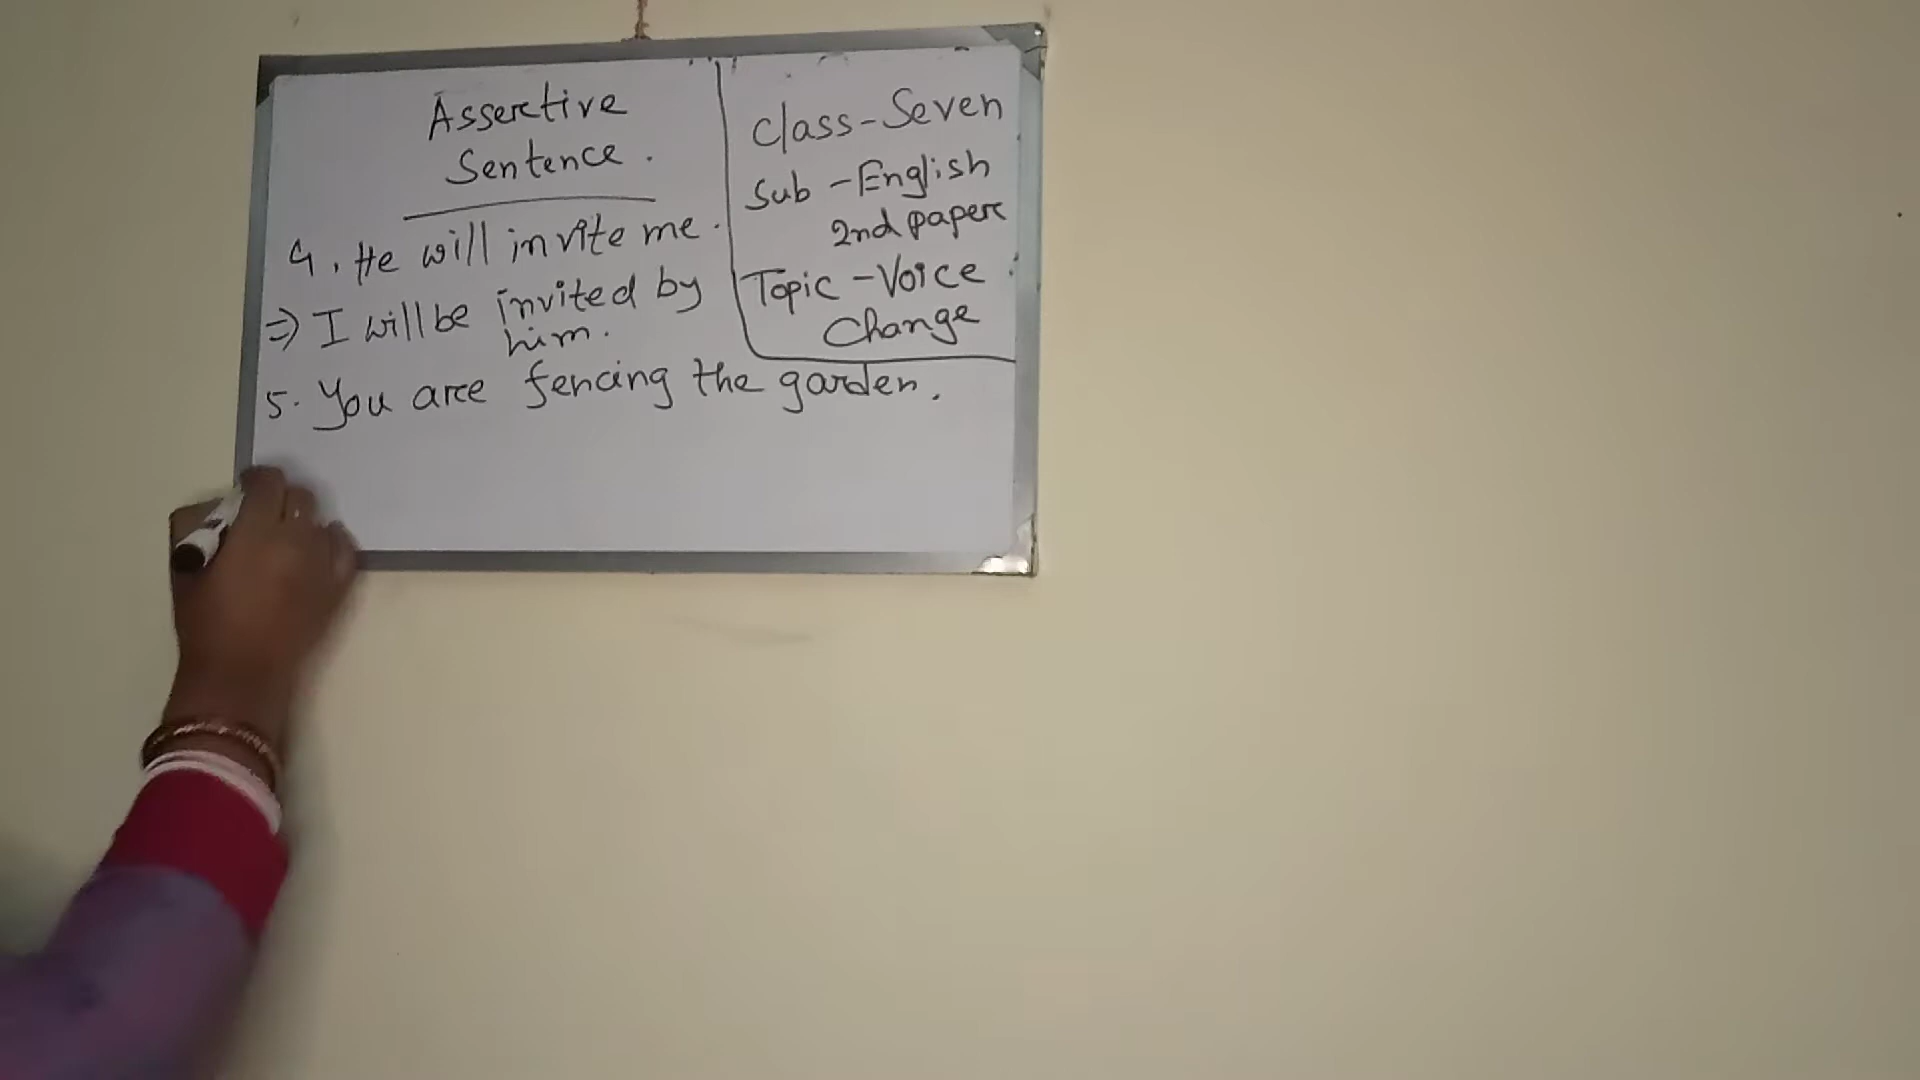 Assertive
Sentence.
4. He will invite me.
⇒ I will be invited by
him.
5. You are fencing the garden.
Class-Seven
Sub-English
2nd paper
Topic-Voice
Change